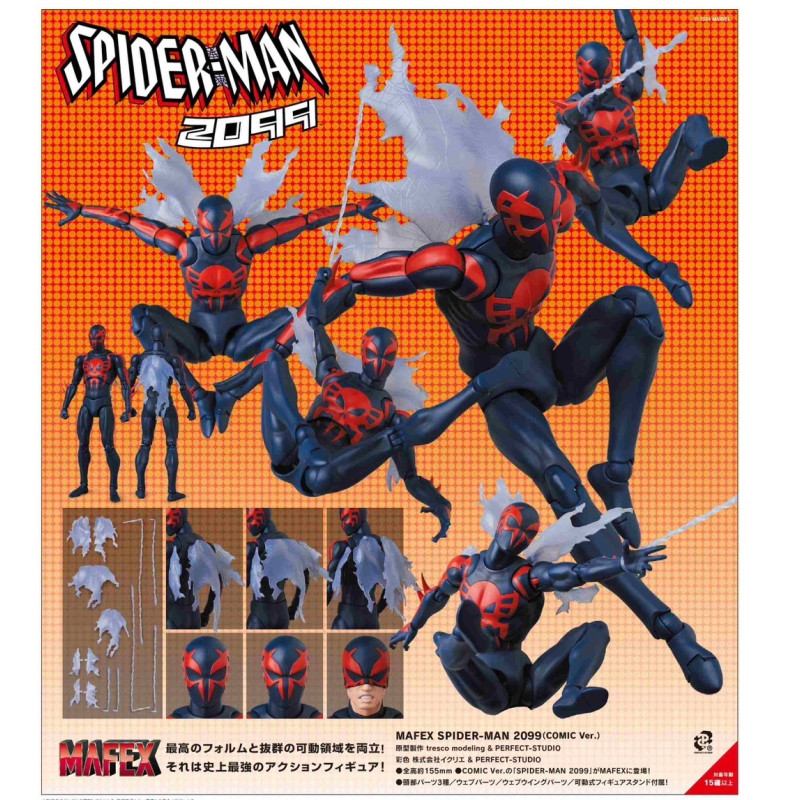 SPIDER-MAN
2099
MAFEX
最高のフォルムと抜群の可動領域を両立!
それは史上最強のアクションフィギュア!
MAFEX SPIDER-MAN 2099(COMIC Ver.)
原型製作 tresco modeling & PERFECT-STUDIO
彩色 株式会社イクリエ & PERFECT-STUDIO
●全高約155mm ●COMIC Ver.の「SPIDER-MAN 2099」がMAFEXに登場!
●頭部パーツ3種/ウェブパーツ/ウェブウイングパーツ/可動式フィギュアスタンド付属!
対象年齢
15歳以上